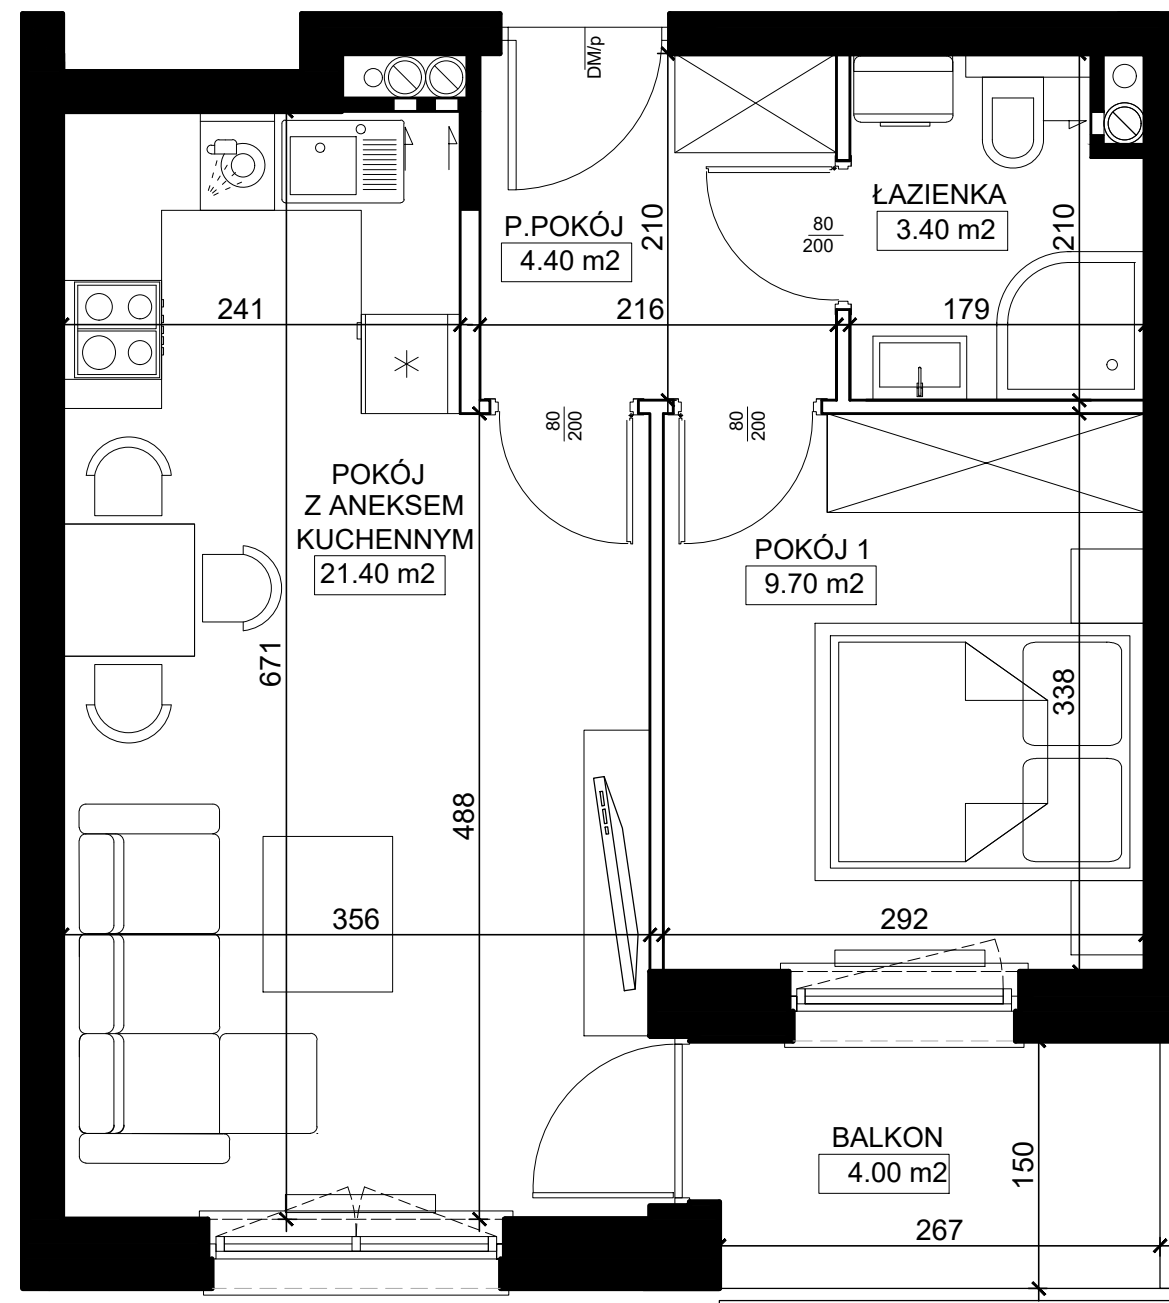 DM/p
P.POKÓJ
4.40 m2
210
ŁAZIENKA
3.40 m2
210
80
200
241
216
179
80
200
80
200
POKÓJ
Z ANEKSEM
KUCHENNYM
21.40 m2
POKÓJ 1
9.70 m2
671
338
488
356
292
BALKON
4.00 m2
150
267